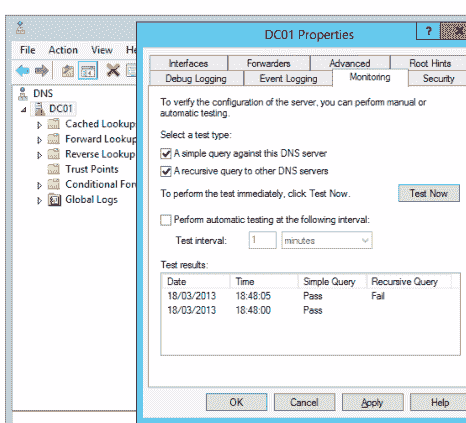 DC01 Properties
?
File Action View He
Interfaces Forwarders Advanced Root Hints
Debug Logging Event Logging Monitoring Security
DNS
DC01
Cached Lookup
Forward Lookup
Reverse Lookup
Trust Points
Conditional Forw
Global Logs
To verify the configuration of the server, you can perform manual or
automatic testing.
Select a test type:
A simple query against this DNS server
A recursive query to other DNS servers
To perform the test immediately, click Test Now. Test Now
Perform automatic testing at the following interval:
Test interval: 1 minutes
Test results:
Date Time Simple Query Recursive Query
18/03/2013 18:48:05 Pass Fail
18/03/2013 18:48:00 Pass
OK Cancel Apply Help